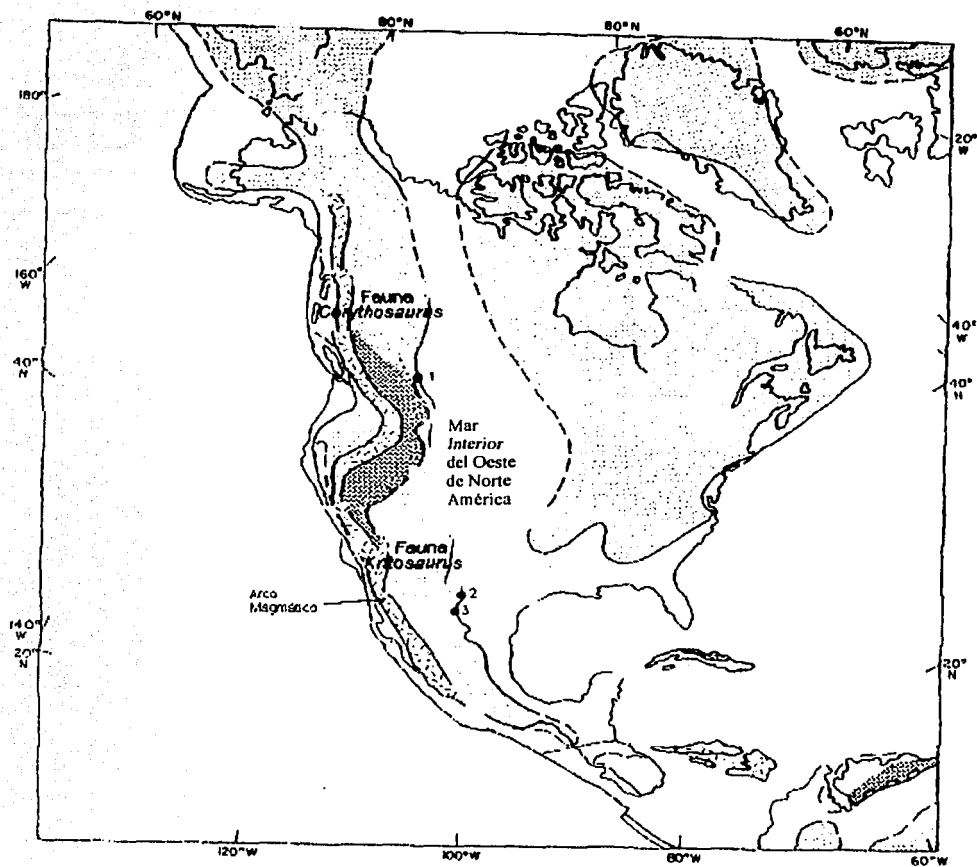 60°N
80°N
80°N
60°N
180°
20°
W
160°
W
Fauna
Corythosaurus
40°
W
40°
N
1
40°
N
Mar
Interior
del Oeste
de Norte
América
Fauna
Kritosaurus
Arco
Magmático
2
3
140°
W
20°
N
20°
N
120°W
100°W
80°W
60°W